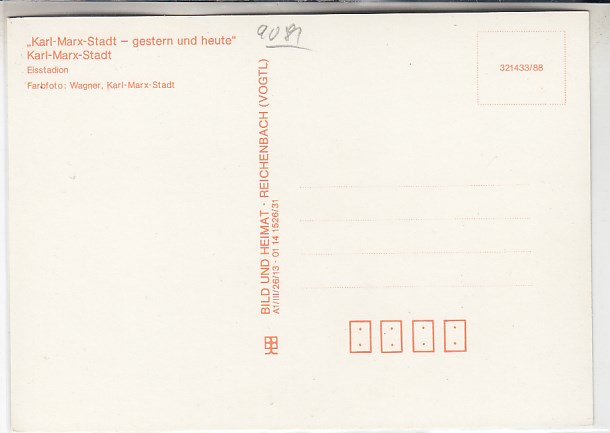 „Karl-Marx-Stadt – gestern und heute“
Karl-Marx-Stadt
Eisstadion
Farbfoto: Wagner, Karl-Marx-Stadt
321433/88
BILD UND HEIMAT · REICHENBACH (VOGTL)
A1/III/26/13 · 01 14 1526/31